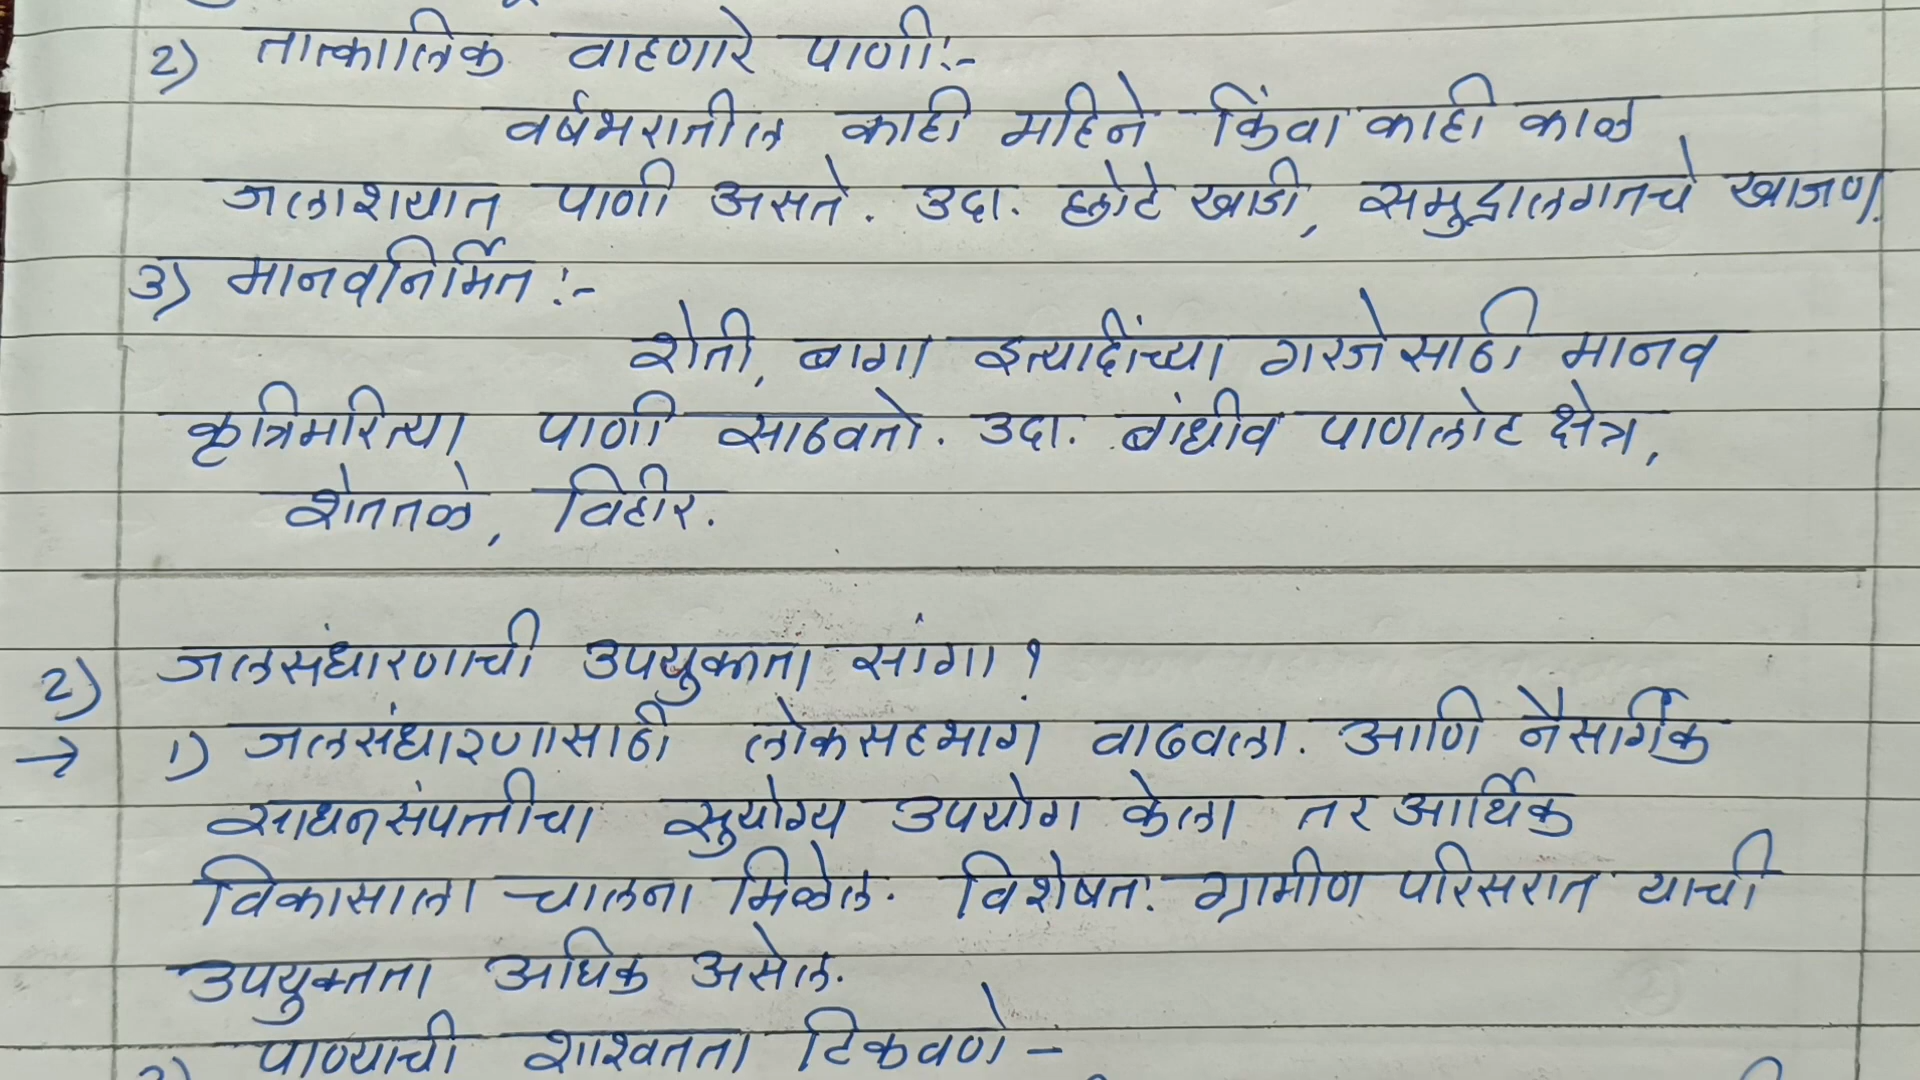 2) तात्कालिक वाहणारे पाणी:-
वर्षभरातील काही महिने किंवा काही काळ
जलाशयात पाणी असते. उदा. छोटे खाडी, समुद्रालगतचे खाजण.
3) मानवनिर्मित:-
शेती, बागा इत्यादींच्या गरजेसाठी मानव
कृत्रिमरित्या पाणी साठवतो. उदा. बांधीव पाणलोट क्षेत्र,
शेततळे, विहीर.
2) जलसंधारणाची उपयुक्तता सांगा?
→ 1) जलसंधारणासाठी लोकसहभाग वाढवला. आणि नैसर्गिक
साधनसंपत्तीचा सुयोग्य उपयोग केला तर आर्थिक
विकासाला चालना मिळेल. विशेषत: ग्रामीण परिसरात याची
उपयुक्तता अधिक असेल.
2) पाण्याची शाश्वतता टिकवणे -